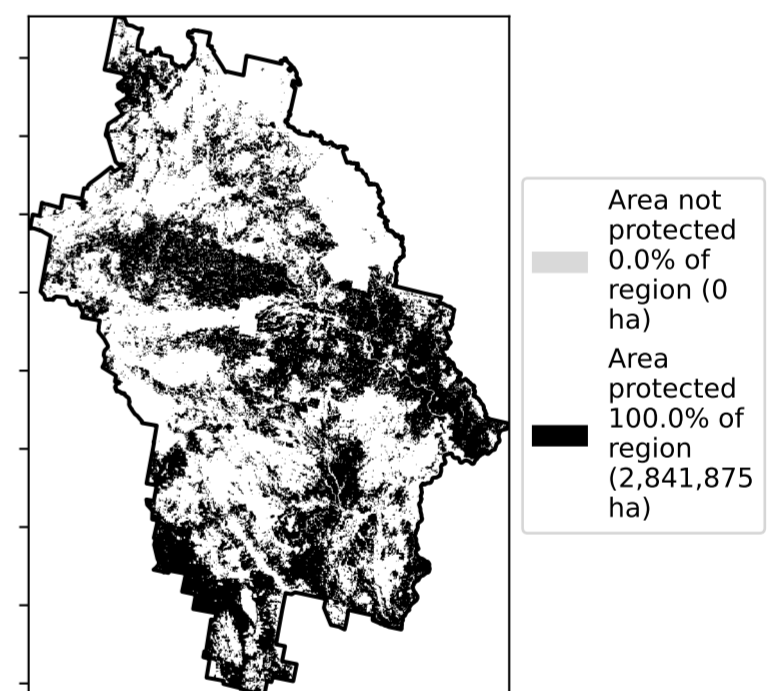 Area not
protected
0.0% of
region (0
ha)
Area
protected
100.0% of
region
(2,841,875
ha)